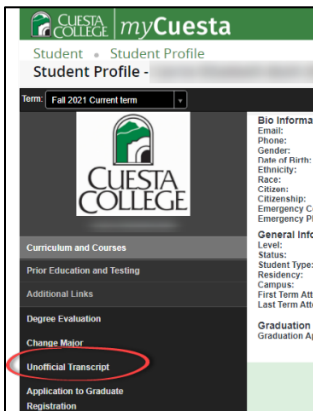 CUESTA
COLLEGE
myCuesta
Student • Student Profile
Student Profile -
Term: Fall 2021 Current term
CUESTA
COLLEGE
Curriculum and Courses
Prior Education and Testing
Additional Links
Degree Evaluation
Change Major
Unofficial Transcript
Application to Graduate
Registration
Bio Informa
Email:
Phone:
Gender:
Date of Birth:
Ethnicity:
Race:
Citizen:
Citizenship:
Emergency C
Emergency P
General Info
Level:
Status:
Student Type:
Residency:
Campus:
First Term Att
Last Term Att
Graduation
Graduation Ap